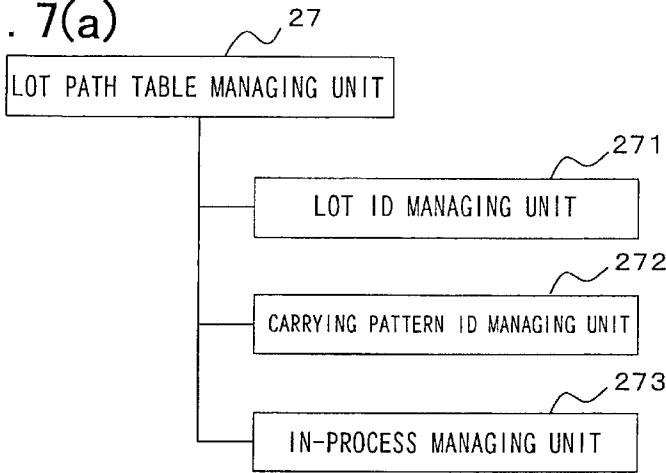 . 7(a)
27
LOT PATH TABLE MANAGING UNIT
271
LOT ID MANAGING UNIT
272
CARRYING PATTERN ID MANAGING UNIT
273
IN-PROCESS MANAGING UNIT